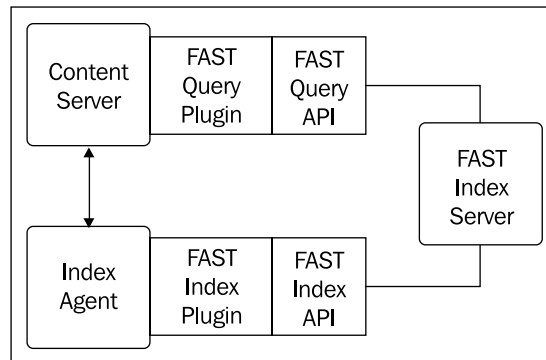 Content
Server
FAST
Query
Plugin
FAST
Query
API
FAST
Index
Server
Index
Agent
FAST
Index
Plugin
FAST
Index
API